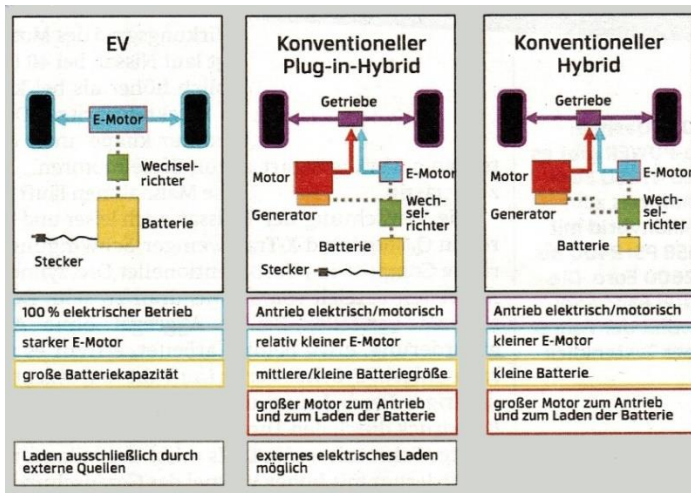 EV
E-Motor
Wechsel-
richter
Batterie
Stecker
100 % elektrischer Betrieb
starker E-Motor
große Batteriekapazität
Laden ausschließlich durch
externe Quellen
Konventioneller
Plug-in-Hybrid
Getriebe
Motor
E-Motor
Generator
Wech-
sel-
richter
Batterie
Stecker
Antrieb elektrisch/motorisch
relativ kleiner E-Motor
mittlere/kleine Batteriegröße
großer Motor zum Antrieb
und zum Laden der Batterie
externes elektrisches Laden
möglich
Konventioneller
Hybrid
Getriebe
Motor
E-Motor
Generator
Wech-
sel-
richter
Batterie
Antrieb elektrisch/motorisch
kleiner E-Motor
kleine Batterie
großer Motor zum Antrieb
und zum Laden der Batterie